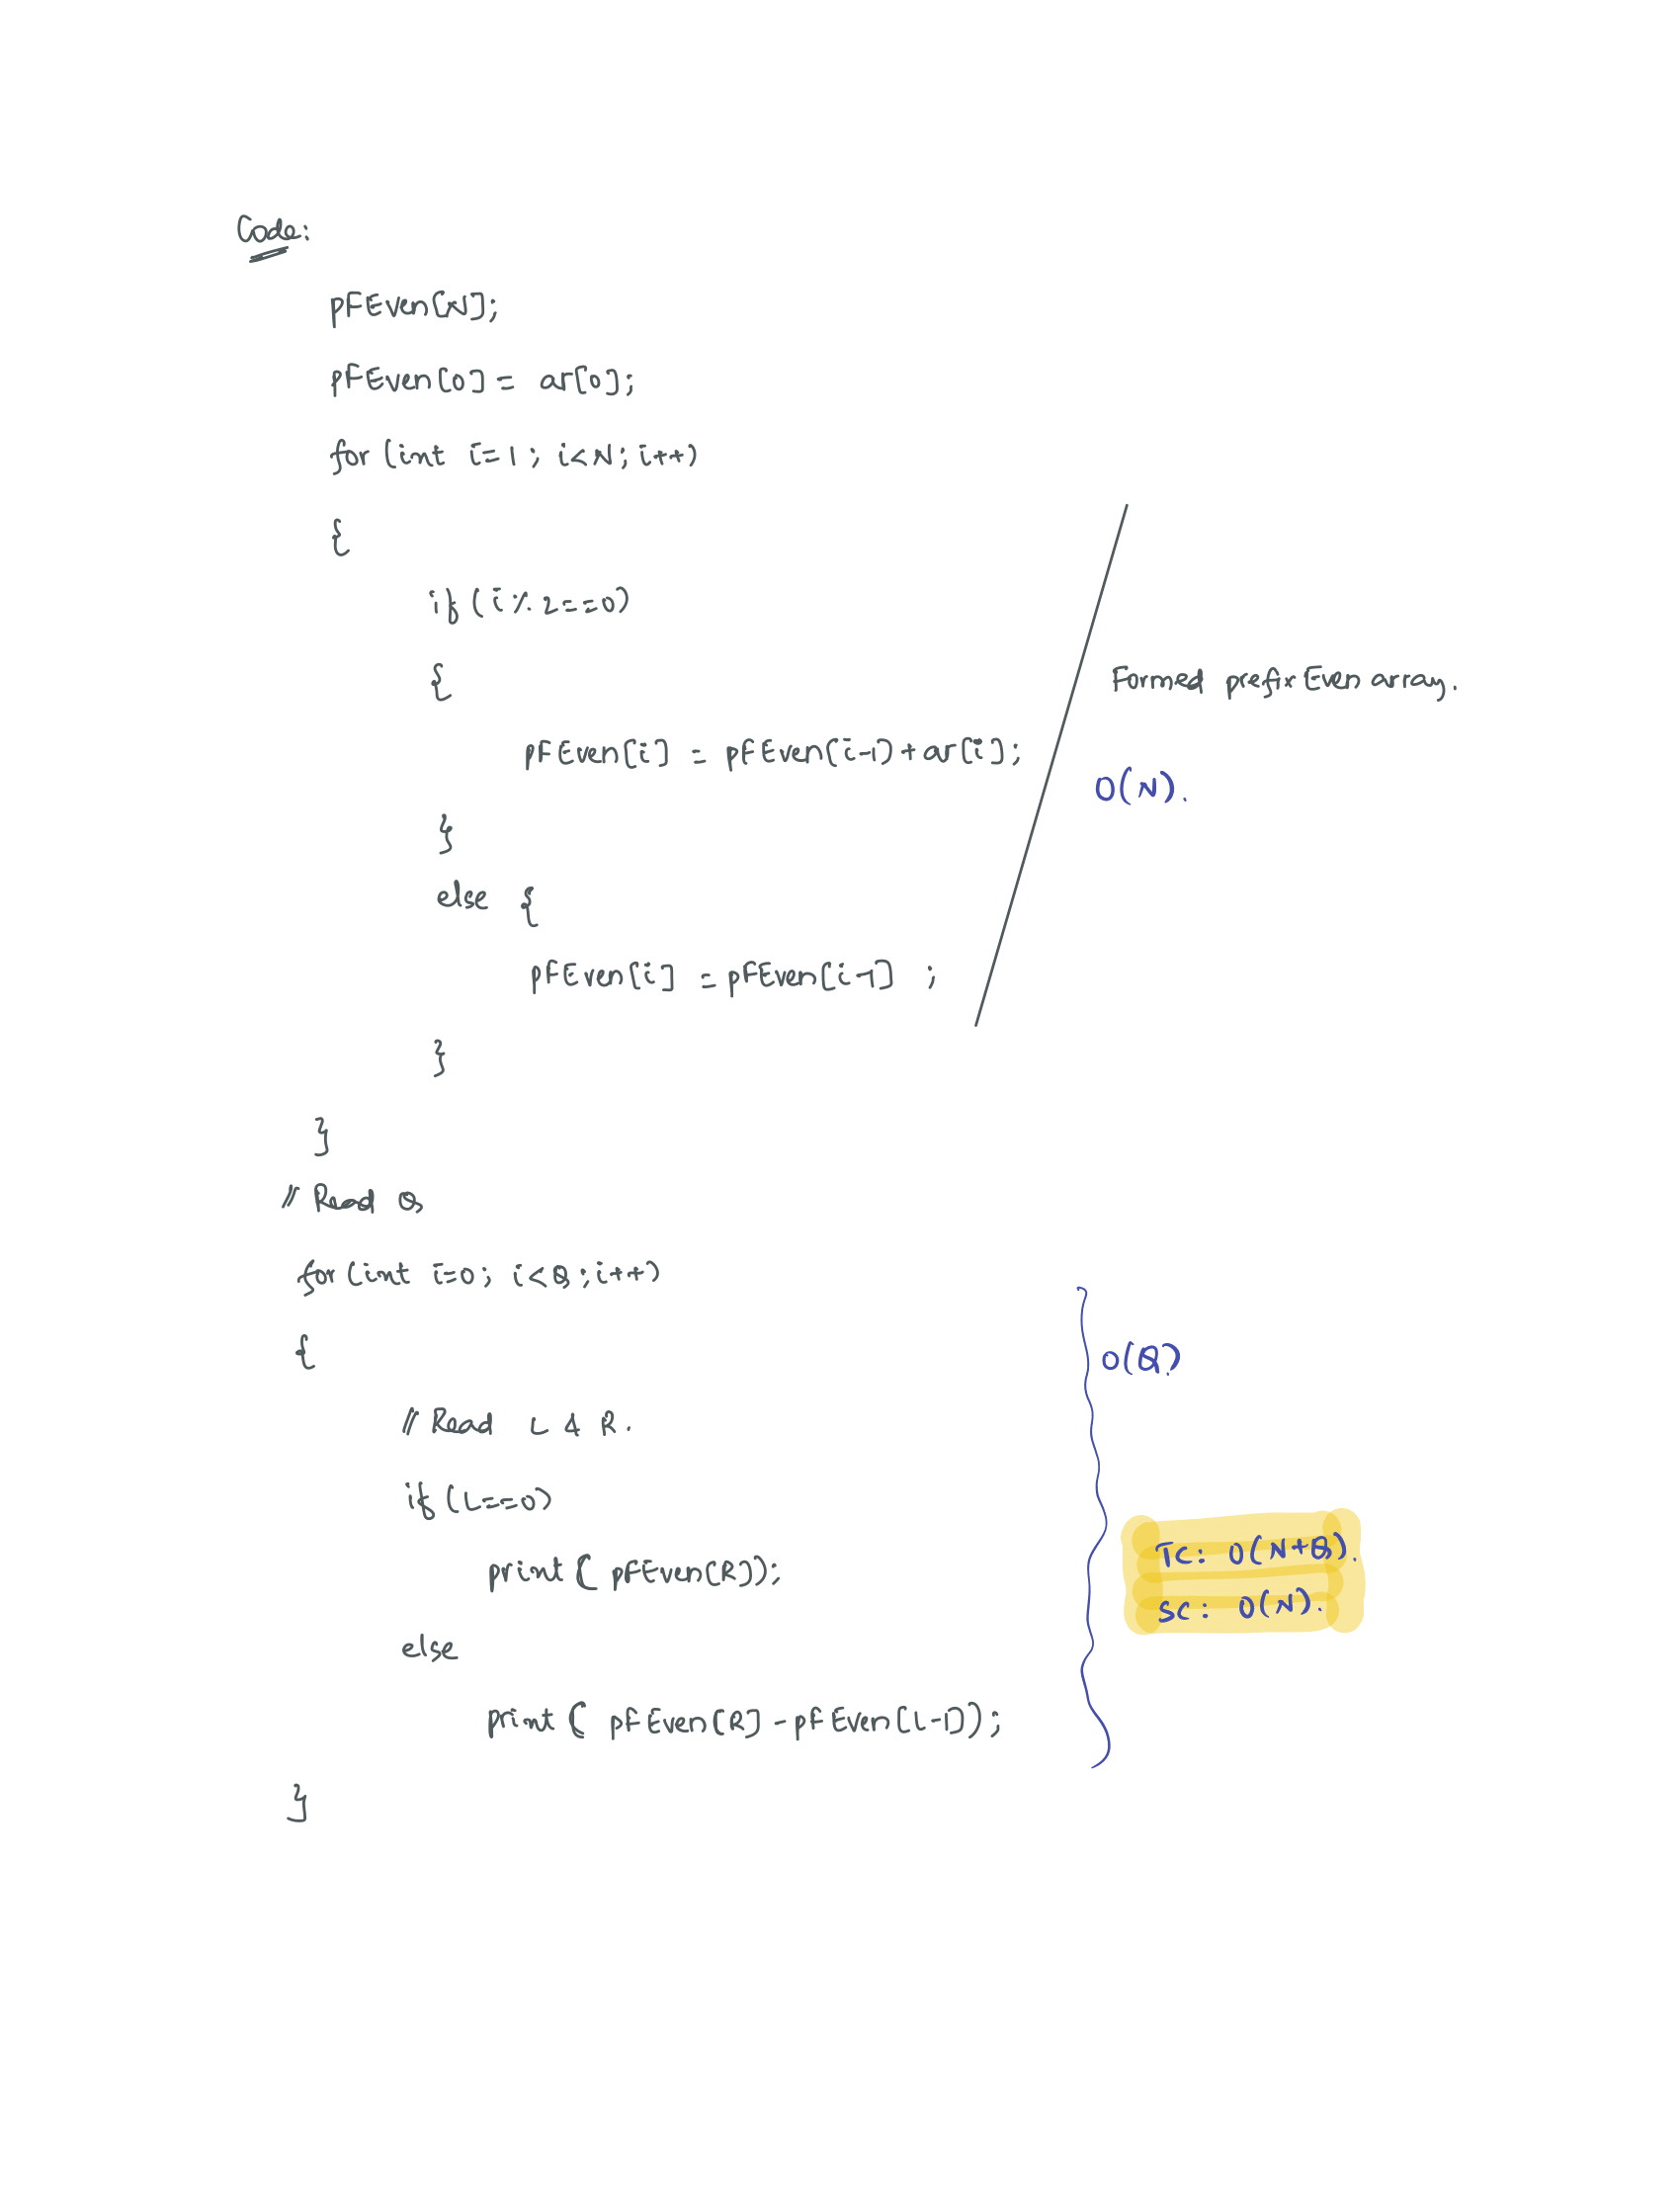 Code:
pFEven[N];
pFEven[0] = ar[0];
for (int i=1; i<N; i++)
{
if (i%2==0)
{
pFEven[i] = pFEven[i-1]+ar[i];
}
else {
pFEven[i] = pFEven[i-1] ;
}
}
Formed prefixEven array.
O(N).
// Read Q
for (int i=0; i<Q; i++)
{
// Read L & R.
if (L==0)
print( pFEven[R]);
else
print( pFEven[R] - pFEven[L-1]);
}
O(Q).
TC: O(N+Q).
SC: O(N).